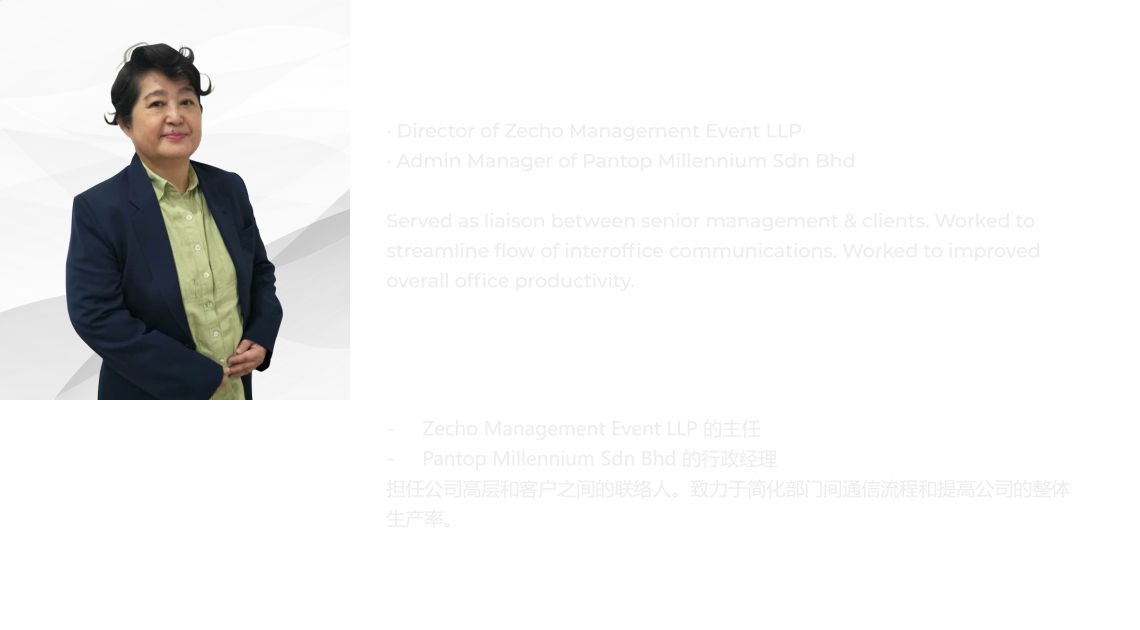 · Director of Zecho Management Event LLP
· Admin Manager of Pantop Millennium Sdn Bhd
Served as liaison between senior management & clients. Worked to
streamline flow of interoffice communications. Worked to improved
overall office productivity.
- Zecho Management Event LLP 的主任
- Pantop Millennium Sdn Bhd 的行政经理
担任公司高层和客户之间的联络人。致力于简化部门间通信流程和提高公司的整体
生产率。